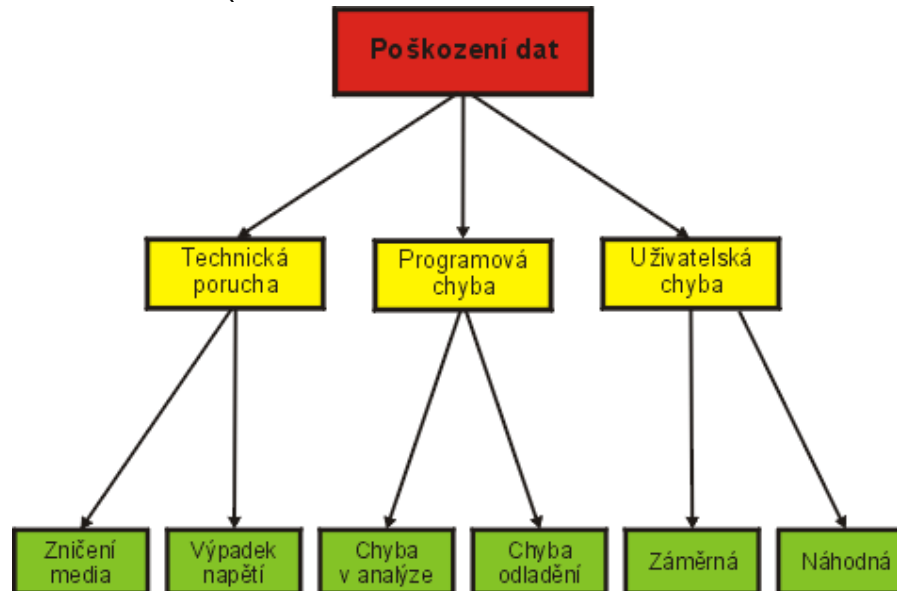 Poškození dat
Technická
porucha
Programová
chyba
Uživatelská
chyba
Zničení
media
Výpadek
napětí
Chyba
v analýze
Chyba
odladění
Záměrná
Náhodná